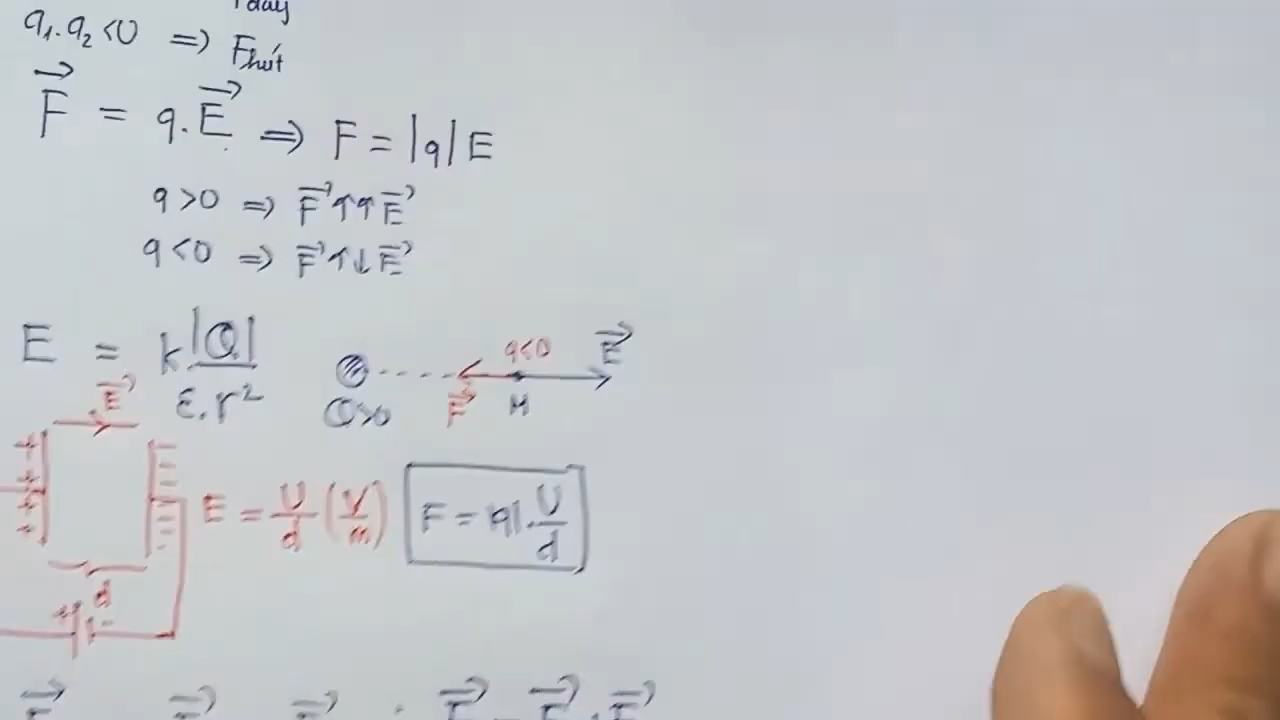 F đẩy
q₁.q₂<0 => F hút
F⃗ = q.E⃗ => F = |q|E
q>0 => F⃗ ↑↑ E⃗
q<0 => F⃗ ↑↓ E⃗
E = k|Q|/ε.r²
Q>0 F⃗ q<0 M E⃗
E⃗
+ + + +
E = U/d (V/m) F = |q|.U/d
d
+ -